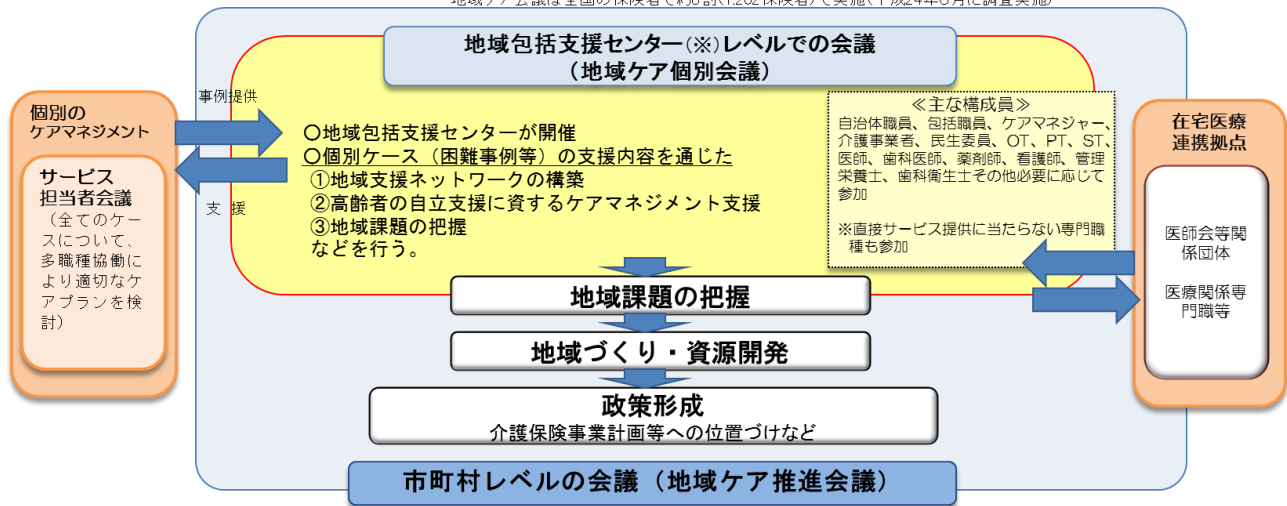 地域包括支援センター(※)レベルでの会議
（地域ケア個別会議）
事例提供
支 援
個別の
ケアマネジメント
サービス
担当者会議
（全てのケー
スについて、
多職種協働に
より適切なケ
アプランを検
討）
〇地域包括支援センターが開催
〇個別ケース（困難事例等）の支援内容を通じた
①地域支援ネットワークの構築
②高齢者の自立支援に資するケアマネジメント支援
③地域課題の把握
などを行う。
≪主な構成員≫
自治体職員、包括職員、ケアマネジャー、
介護事業者、民生委員、OT、PT、ST、
医師、歯科医師、薬剤師、看護師、管理
栄養士、歯科衛生士その他必要に応じて
参加
※直接サービス提供に当たらない専門職
種も参加
在宅医療
連携拠点
医師会等関
係団体
医療関係専
門職等
地域課題の把握
地域づくり・資源開発
政策形成
介護保険事業計画等への位置づけなど
市町村レベルの会議（地域ケア推進会議）